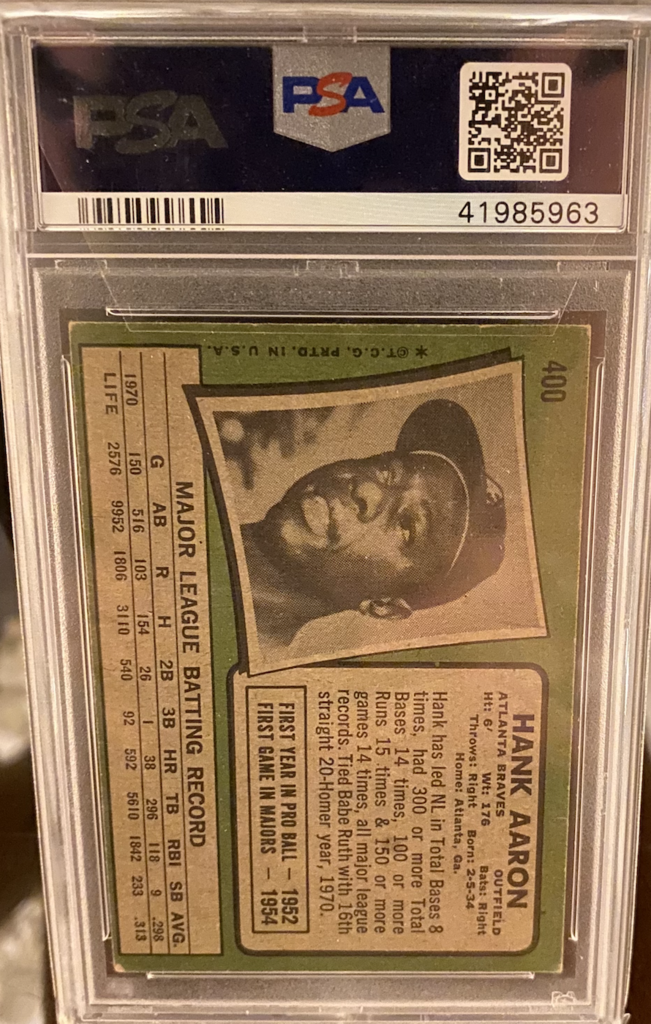 PSA
PSA
41985963
400
HANK AARON
ATLANTA BRAVES OUTFIELD
Ht: 6' Wt: 176 Bats: Right
Throws: Right Born: 2-5-34
Home: Atlanta, Ga.
Hank has led NL in Total Bases 8
times, had 300 or more Total
Bases 14 times, 100 or more
Runs 15 times & 150 or more
games 14 times, all major league
records. Tied Babe Ruth with 16th
straight 20-Homer year, 1970.
FIRST YEAR IN PRO BALL — 1952
FIRST GAME IN MAJORS — 1954
MAJOR LEAGUE BATTING RECORD
G AB R H 2B 3B HR TB RBI SB AVG.
1970 150 516 103 154 26 1 38 296 118 9 .298
LIFE 2576 9952 1806 3110 540 92 592 5610 1842 233 .313
* © T.C.G. PRTD. IN U.S.A.